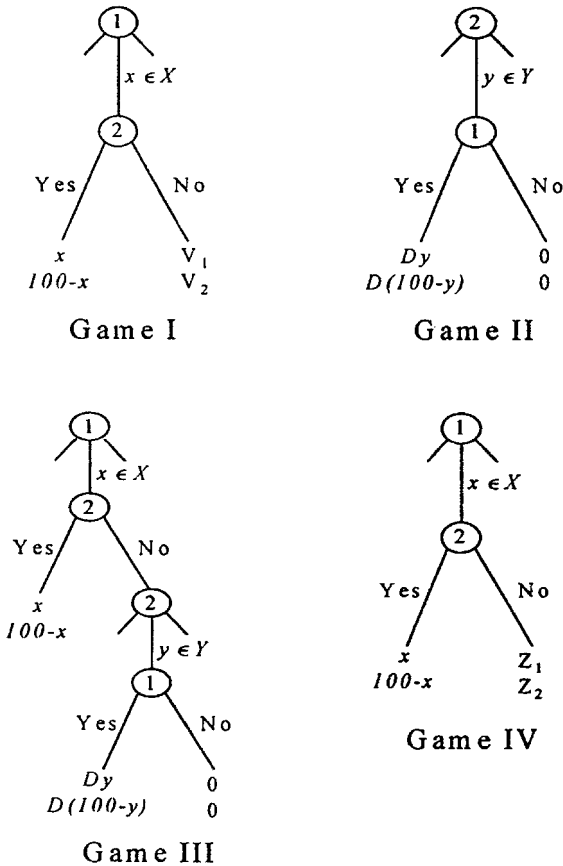 1
x ∈ X
2
Yes No
x V₁
100-x V₂
Game I
2
y ∈ Y
1
Yes No
Dy 0
D(100-y) 0
Game II
1
x ∈ X
2
Yes No
x
100-x
2
y ∈ Y
1
Yes No
Dy 0
D(100-y) 0
Game III
1
x ∈ X
2
Yes No
x Z₁
100-x Z₂
Game IV